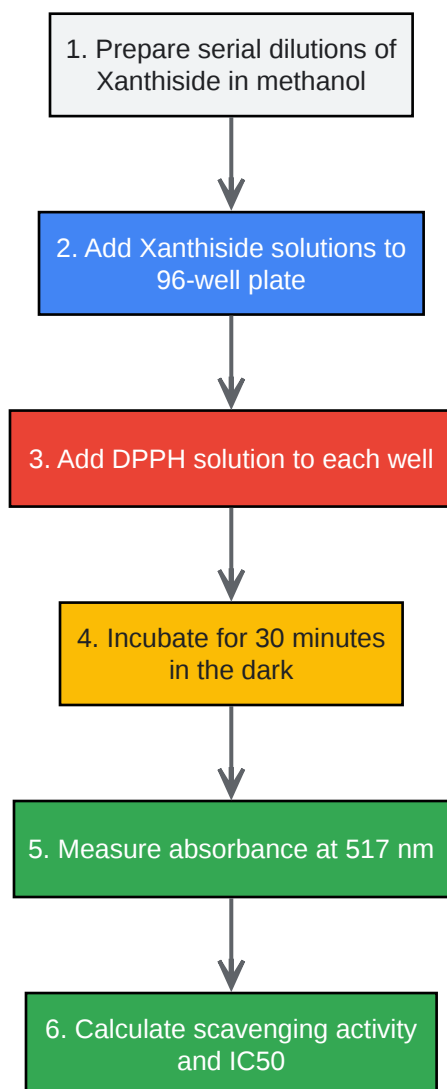 1. Prepare serial dilutions of
Xanthiside in methanol
2. Add Xanthiside solutions to
96-well plate
3. Add DPPH solution to each well
4. Incubate for 30 minutes
in the dark
5. Measure absorbance at 517 nm
6. Calculate scavenging activity
and IC50